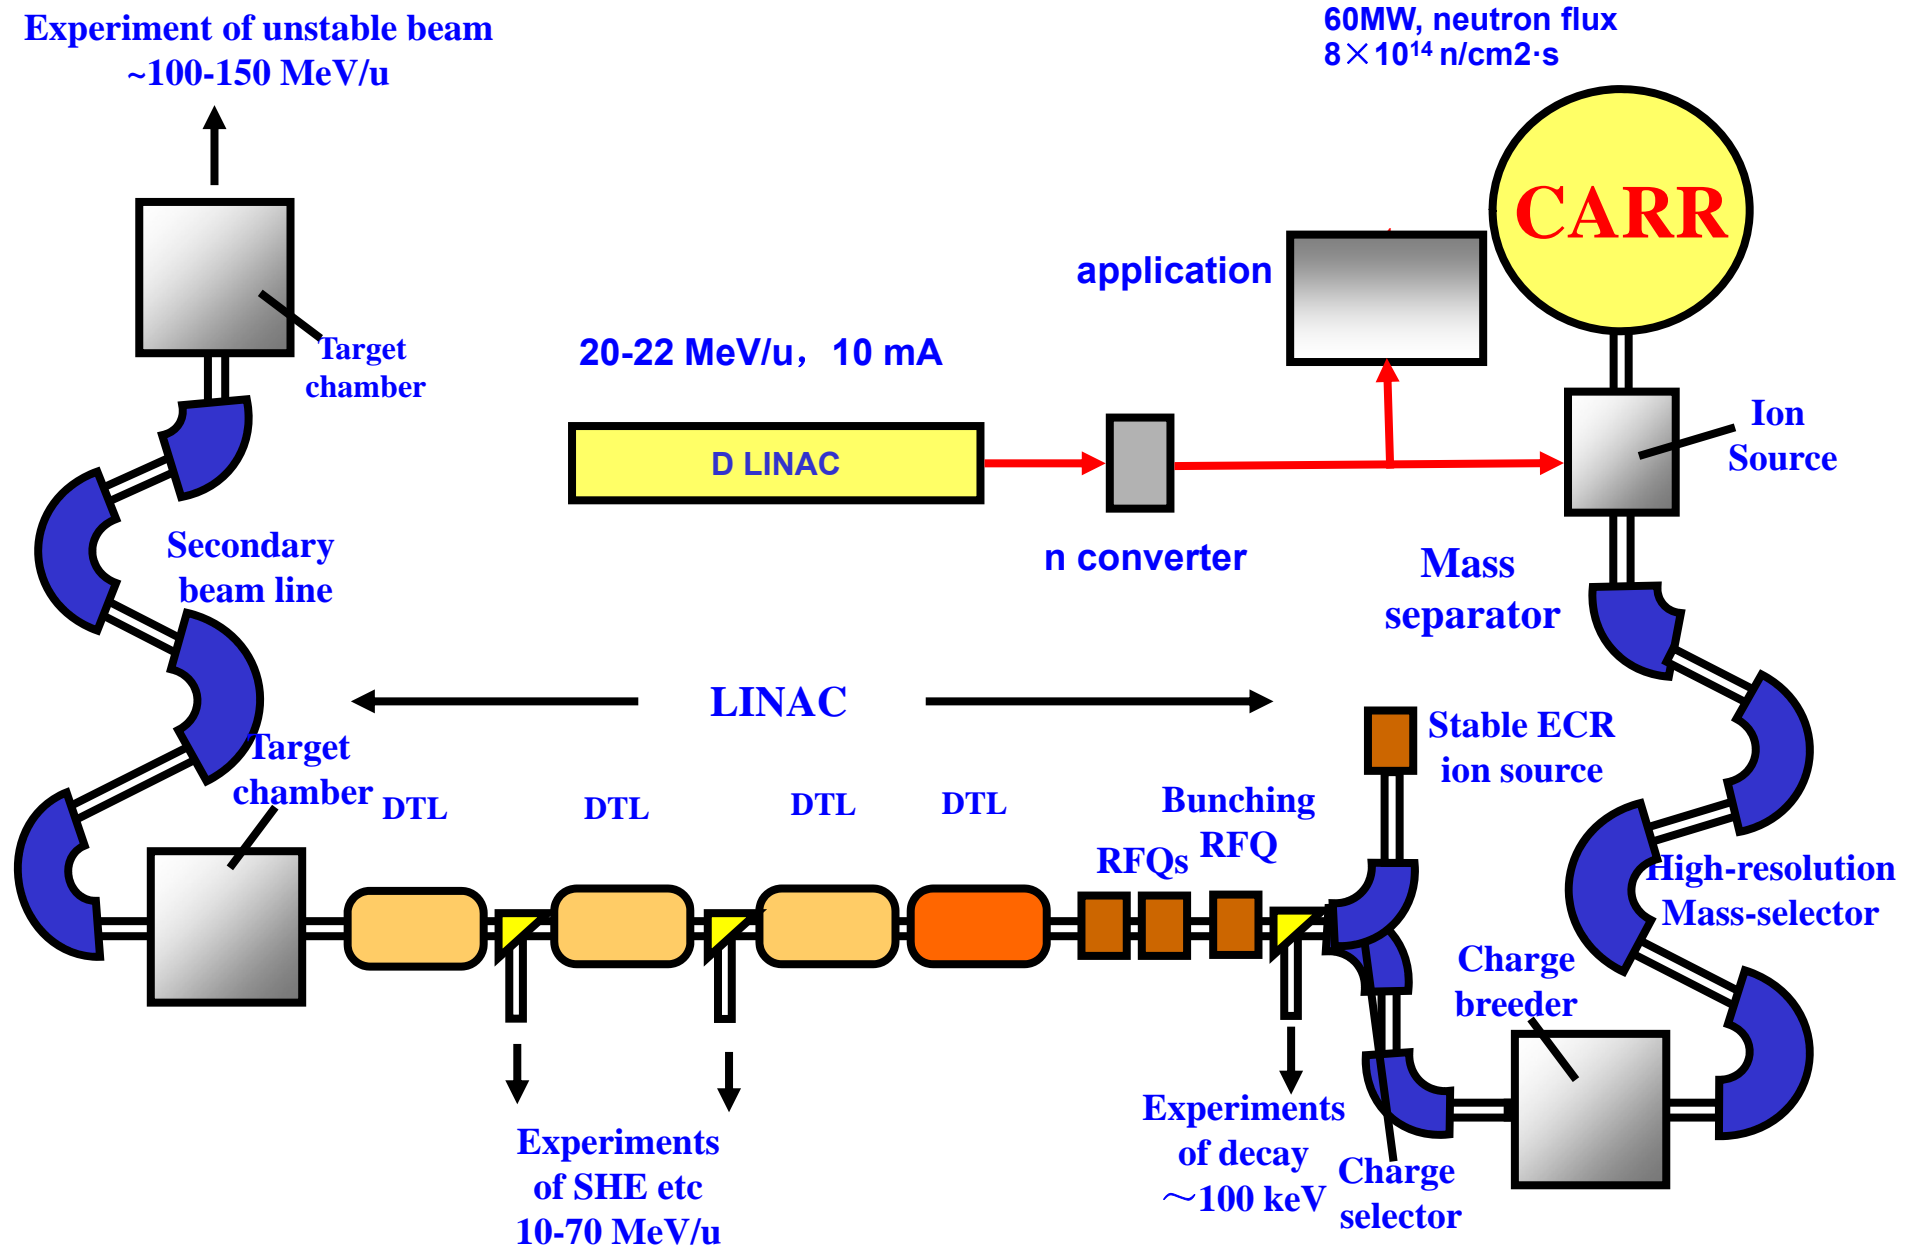 Experiment of unstable beam
~100-150 MeV/u
60MW, neutron flux
8×10¹⁴ n/cm2·s
CARR
application
Target
chamber
20-22 MeV/u，10 mA
D LINAC
n converter
Ion
Source
Secondary
beam line
Mass
separator
LINAC
Stable ECR
ion source
Target
chamber
DTL
DTL
DTL
DTL
RFQs
Bunching
RFQ
High-resolution
Mass-selector
Charge
breeder
Experiments
of SHE etc
10-70 MeV/u
Experiments
of decay
～100 keV
Charge
selector